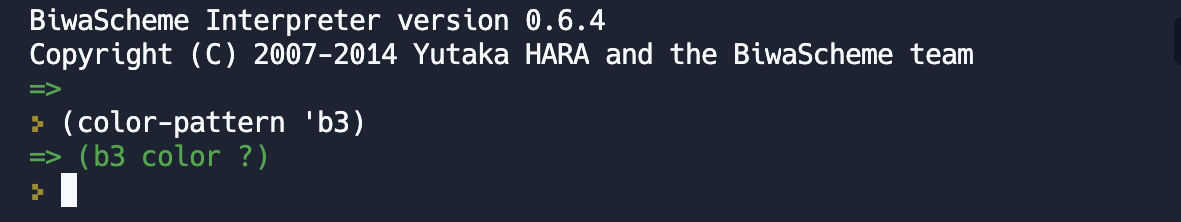 BiwaScheme Interpreter version 0.6.4
Copyright (C) 2007-2014 Yutaka HARA and the BiwaScheme team
=>
> (color-pattern 'b3)
=> (b3 color ?)
>